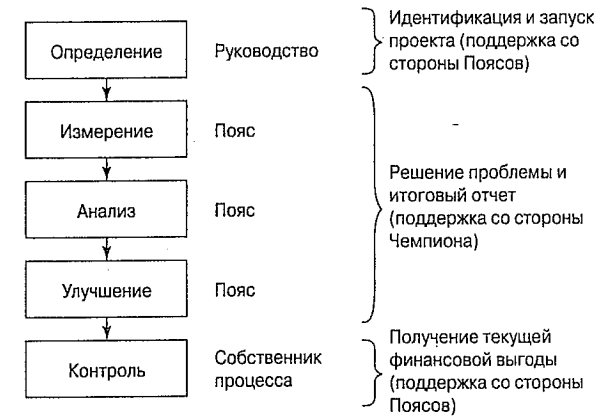 Определение
Руководство
Идентификация и запуск
проекта (поддержка со
стороны Поясов)
Измерение
Пояс
Анализ
Пояс
Улучшение
Пояс
Решение проблемы и
итоговый отчет
(поддержка со стороны
Чемпиона)
Контроль
Собственник
процесса
Получение текущей
финансовой выгоды
(поддержка со стороны
Поясов)